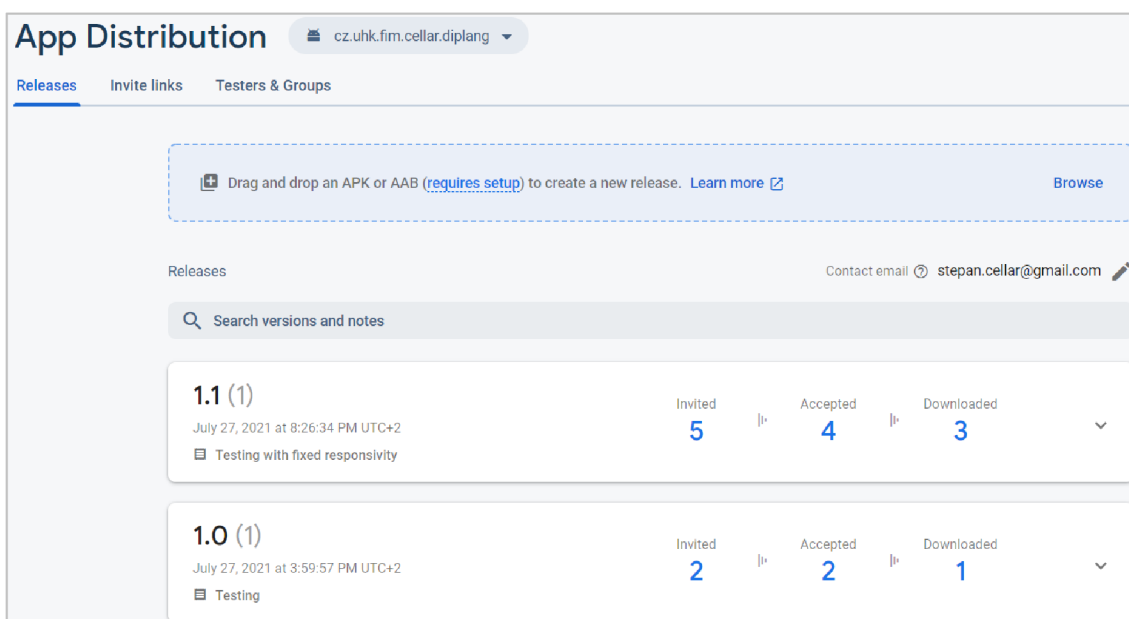 App Distribution cz.uhk.fim.cellar.diplang
Releases Invite links Testers & Groups
Drag and drop an APK or AAB (requires setup) to create a new release. Learn more Browse
Releases Contact email stepan.cellar@gmail.com
Search versions and notes
1.1 (1)
July 27, 2021 at 8:26:34 PM UTC+2
Testing with fixed responsivity
Invited Accepted Downloaded
5 4 3
1.0 (1)
July 27, 2021 at 3:59:57 PM UTC+2
Testing
Invited Accepted Downloaded
2 2 1